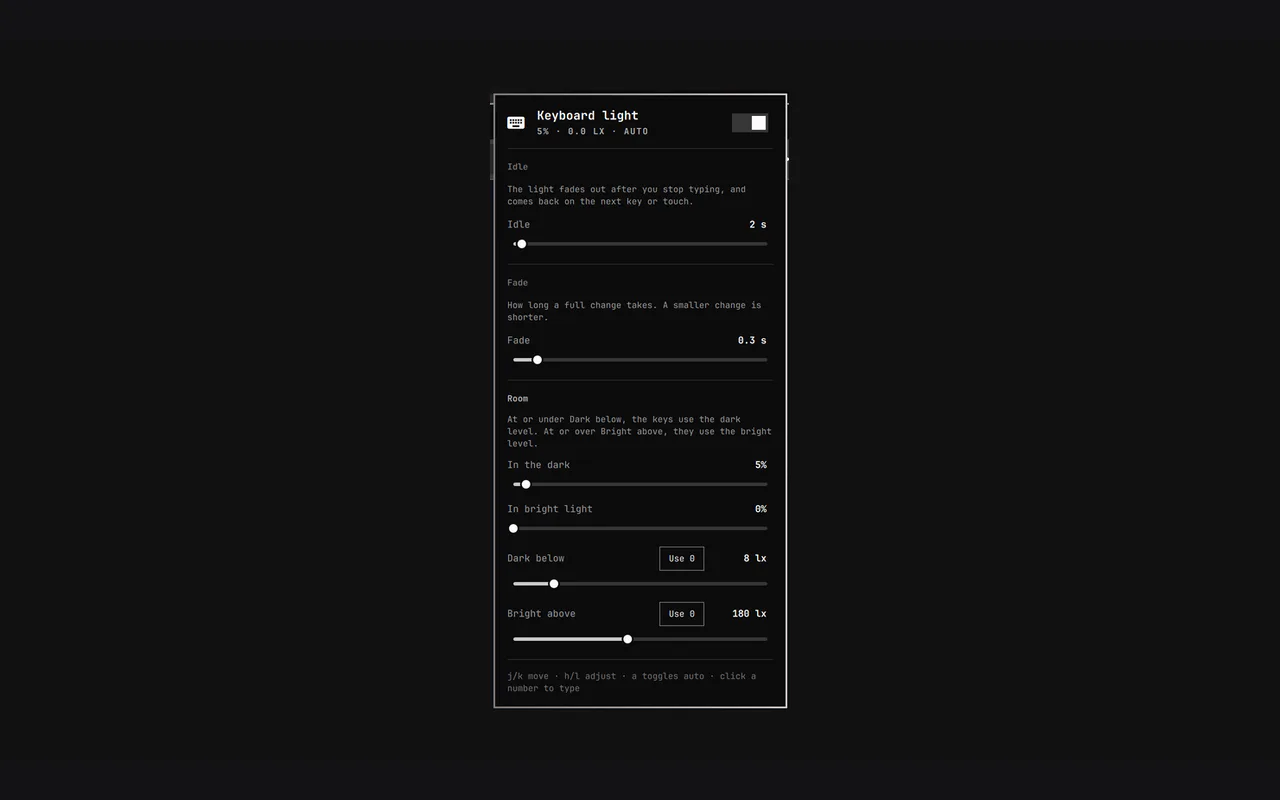 Keyboard light
5% · 0.0 LX · AUTO
Idle
The light fades out after you stop typing, and
comes back on the next key or touch.
Idle 2 s
Fade
How long a full change takes. A smaller change is
shorter.
Fade 0.3 s
Room
At or under Dark below, the keys use the dark
level. At or over Bright above, they use the bright
level.
In the dark 5%
In bright light 0%
Dark below Use 0 8 lx
Bright above Use 0 180 lx
j/k move · h/l adjust · a toggles auto · click a
number to type